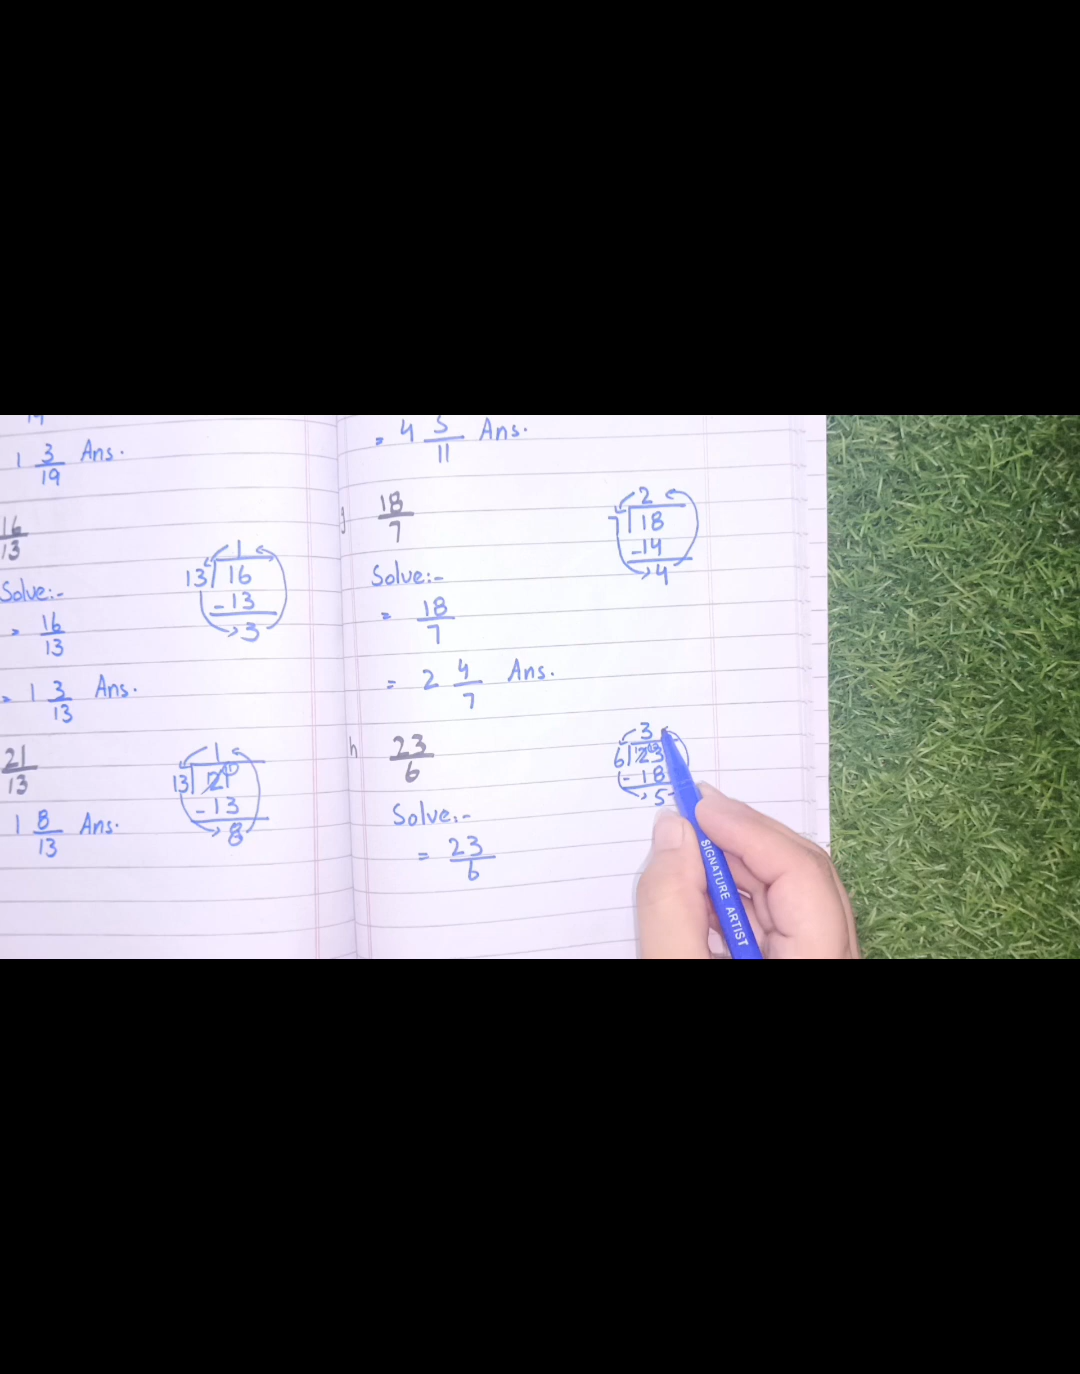 1 3/19 Ans.
16/13
13 16
1
-13
3
Solve:-
= 16/13
= 1 3/13 Ans.
21/13
1
13 21
-13
8
1 8/13 Ans.
= 4 5/11 Ans.
g 18/7
2
7 18
-14
4
Solve:-
= 18/7
= 2 4/7 Ans.
h 23/6
3
6 23
-18
5
Solve:-
= 23/6
SIGNATURE ARTIST